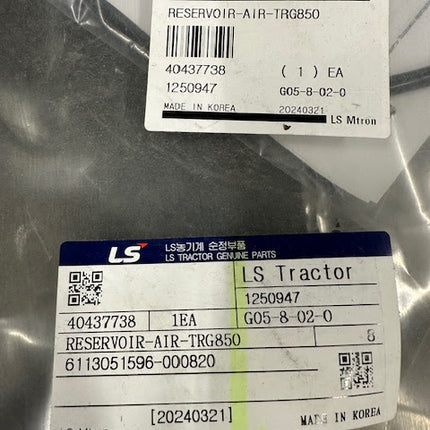 RESERVOIR-AIR-TRG850
40437738 ( 1 ) EA
1250947 G05-8-02-0
MADE IN KOREA 20240321
LS Mtron
LS LS농기계 순정부품
LS TRACTOR GENUINE PARTS
LS Tractor
1250947
40437738 1EA G05-8-02-0
RESERVOIR-AIR-TRG850 8
6113051596-000820
[20240321] MADE IN KOREA